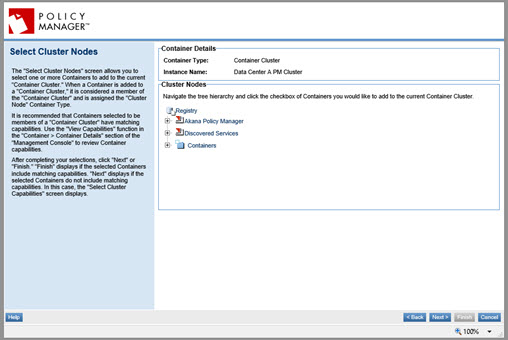 POLICY
MANAGER™
Select Cluster Nodes
The "Select Cluster Nodes" screen allows you to
select one or more Containers to add to the current
"Container Cluster." When a Container is added
to a "Container Cluster," it is considered a member
of the "Container Cluster" and is assigned the "Cluster
Node" Container Type.
It is recommended that Containers selected to be
members of a "Container Cluster" have matching
capabilities. Use the "View Capabilities" function in
the "Container > Container Details" section of the
"Management Console" to review Container
capabilities.
After completing your selections, click "Next" or
"Finish." "Finish" displays if the selected Containers
include matching capabilities. "Next" displays if the
selected Containers do not include matching
capabilities. In this case, the "Select Cluster
Capabilities" screen displays.
Container Details
Container Type: Container Cluster
Instance Name: Data Center A PM Cluster
Cluster Nodes
Navigate the tree hierarchy and click the checkbox of Containers you would like to add to the current Container Cluster.
Registry
Akana Policy Manager
Discovered Services
Containers
Help
< Back Next > Finish Cancel
100%